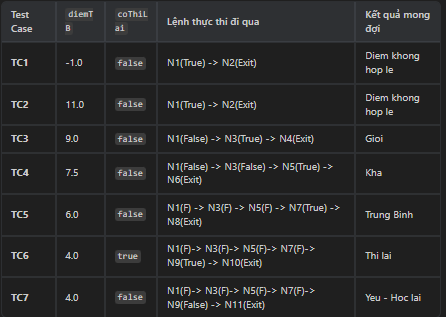 Test Case
diemT
B
coThiL
ai
Lệnh thực thi đi qua
Kết quả mong đợi
TC1
-1.0
false
N1(True) -> N2(Exit)
Diem khong
hop le
TC2
11.0
false
N1(True) -> N2(Exit)
Diem khong
hop le
TC3
9.0
false
N1(False) -> N3(True) -> N4(Exit)
Gioi
TC4
7.5
false
N1(False) -> N3(False) -> N5(True) ->
N6(Exit)
Kha
TC5
6.0
false
N1(F) -> N3(F) -> N5(F) -> N7(True) ->
N8(Exit)
Trung Binh
TC6
4.0
true
N1(F)-> N3(F)-> N5(F)-> N7(F)->
N9(True) -> N10(Exit)
Thi lai
TC7
4.0
false
N1(F)-> N3(F)-> N5(F)-> N7(F)->
N9(False) -> N11(Exit)
Yeu - Hoc lai